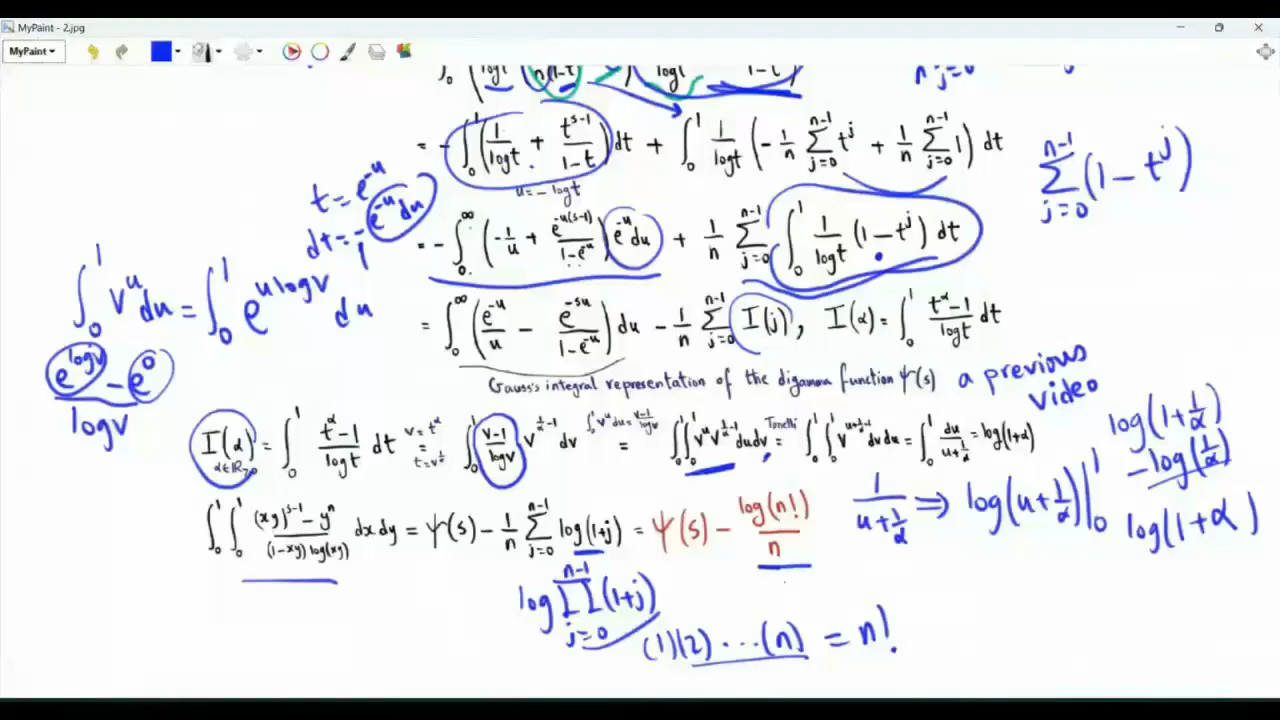 MyPaint - 2.jpg
MyPaint
= - ∫₀¹ (1/log t + t^{s-1}/(1-t)) dt + ∫₀¹ 1/log t (-1/n ∑_{j=0}^{n-1} t^j + 1/n ∑_{j=0}^{n-1} 1) dt
∑_{j=0}^{n-1} (1 - t^j)
u = - log t
t = e^{-u}
dt = - e^{-u} du
= - ∫₀^∞ (-1/u + e^{-u(s-1)}/(1-e^{-u})) e^{-u} du + 1/n ∑_{j=0}^{n-1} ∫₀¹ 1/log t (1-t^j) dt
∫₀¹ v^u du = ∫₀¹ e^{u log v} du
(e^{log v} - e^0)/log v
= ∫₀^∞ (e^{-u}/u - e^{-su}/(1-e^{-u})) du - 1/n ∑_{j=0}^{n-1} I(j), I(α) = ∫₀¹ (t^α-1)/log t dt
Gauss's integral representation of the digamma function ψ(s)
a previous
video
I(α) = ∫₀¹ (t^α-1)/log t dt = ∫₀¹ (v-1)/log v v^{1/α-1} dv = ∫₀¹∫₀¹ v^u v^{1/α-1} du dv = ∫₀¹∫₀¹ v^{u+1/α-1} dv du = ∫₀¹ du/(u+1/α) = log(1+α)
α∈ℝ>0
v = t^α
t = v^{1/α}
∫₀¹ v^u du = (v-1)/log v
Tonelli
log(1+1/α)
- log(1/α)
log(1+α)
1/(u+1/α) ⇒ log(u+1/α)|₀¹
∫₀¹∫₀¹ ((xy)^{s-1} - y^n)/((1-xy) log(xy)) dx dy = ψ(s) - 1/n ∑_{j=0}^{n-1} log(1+j) = ψ(s) - log(n!)/n
log ∏_{j=0}^{n-1} (1+j)
(1)(2) ⋯ (n) = n!